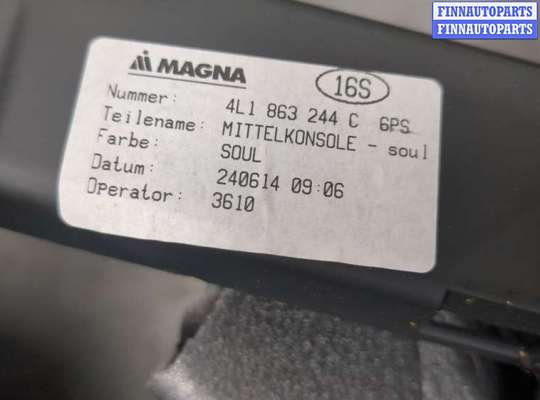 FINNAUTOPARTS
FINNAUTOPARTS
MAGNA
16S
Nummer: 4L1 863 244 C 6PS
Teilename: MITTELKONSOLE - soul
Farbe: SOUL
Datum: 240614 09:06
Operator: 3610